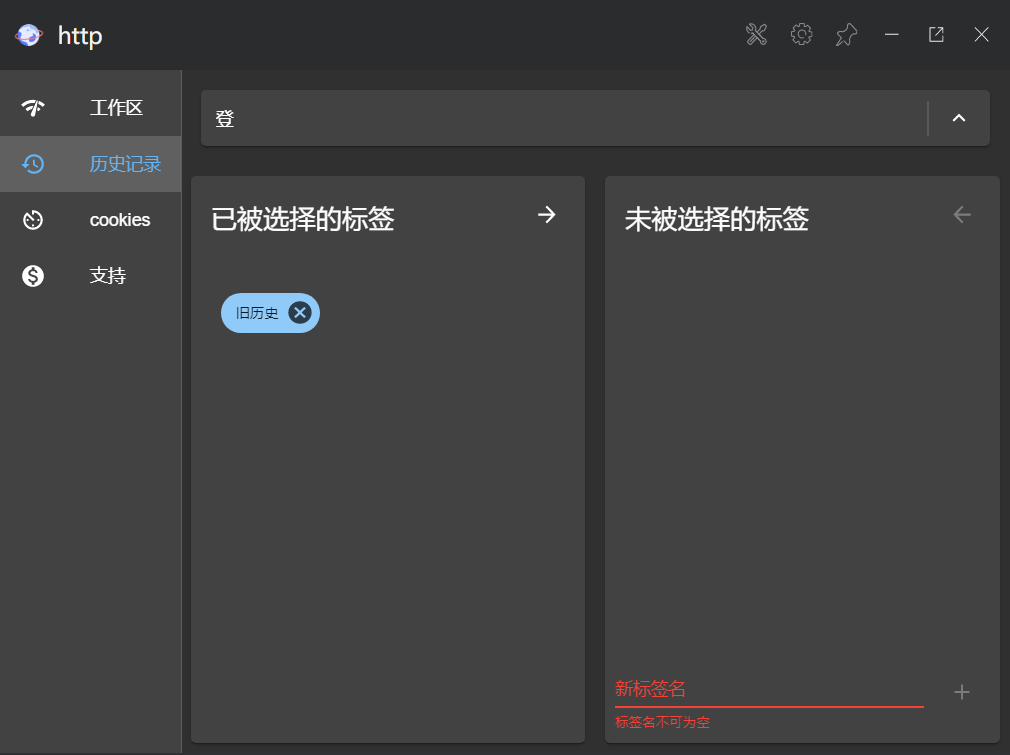 http
工作区
历史记录
cookies
支持
登
已被选择的标签
旧历史
未被选择的标签
新标签名
标签名不可为空